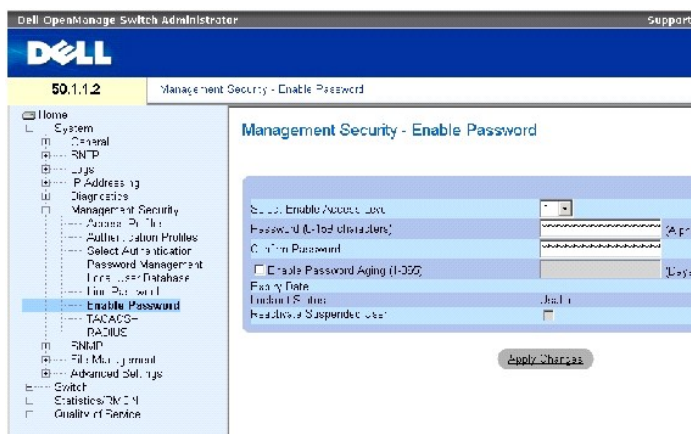 Dell OpenManage Switch Administrator
Support
DELL
50.1.1.2
Management Security - Enable Password
Home
System
General
SNTP
Logs
IP Addressing
Diagnostics
Management Security
Access Profiles
Authentication Profiles
Select Authentication
Password Management
Local User Database
Line Password
Enable Password
TACACS+
RADIUS
SNMP
File Management
Advanced Settings
Switch
Statistics/RMON
Quality of Service
Management Security - Enable Password
Select Enable Access Level
Password (0-159 characters)
Confirm Password
Enable Password Aging (1-365)
(Days
Expiry Date
Lockout Status
Usable
Reactivate Suspended User
Apply Changes